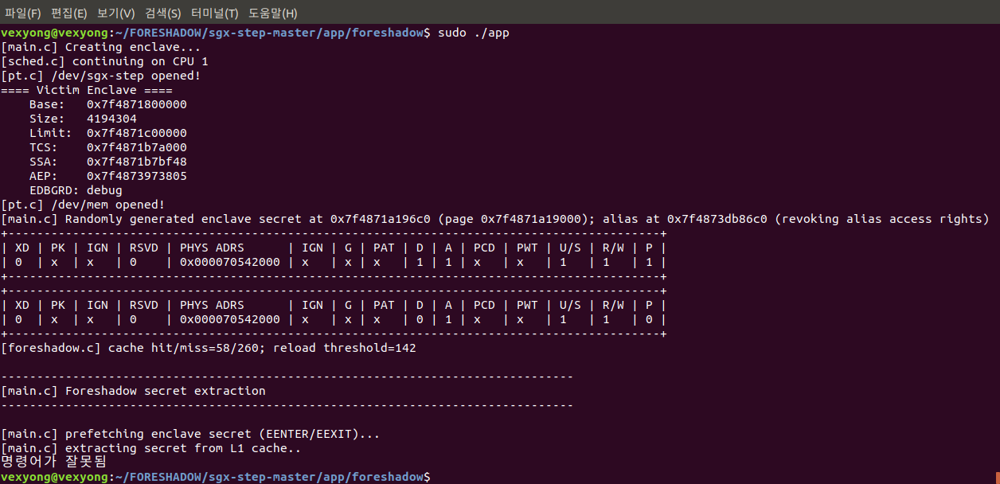 파일(F) 편집(E) 보기(V) 검색(S) 터미널(T) 도움말(H)
vexyong@vexyong:~/FORESHADOW/sgx-step-master/app/foreshadow$ sudo ./app
[main.c] Creating enclave...
[sched.c] continuing on CPU 1
[pt.c] /dev/sgx-step opened!
==== Victim Enclave ====
    Base:   0x7f4871800000
    Size:   4194304
    Limit:  0x7f4871c00000
    TCS:    0x7f4871b7a000
    SSA:    0x7f4871b7bf48
    AEP:    0x7f4873973805
    EDBGRD: debug
[pt.c] /dev/mem opened!
[main.c] Randomly generated enclave secret at 0x7f4871a196c0 (page 0x7f4871a19000); alias at 0x7f4873db86c0 (revoking alias access rights)
+-------------------------------------------------------------------------------------------+
| XD | PK | IGN | RSVD | PHYS ADRS      | IGN | G | PAT | D | A | PCD | PWT | U/S | R/W | P |
| 0  | x  | x   | 0    | 0x000070542000 | x   | x | x   | 1 | 1 | x   | x   | 1   | 1   | 1 |
+-------------------------------------------------------------------------------------------+
+-------------------------------------------------------------------------------------------+
| XD | PK | IGN | RSVD | PHYS ADRS      | IGN | G | PAT | D | A | PCD | PWT | U/S | R/W | P |
| 0  | x  | x   | 0    | 0x000070542000 | x   | x | x   | 0 | 1 | x   | x   | 1   | 1   | 0 |
+-------------------------------------------------------------------------------------------+
[foreshadow.c] cache hit/miss=58/260; reload threshold=142
--------------------------------------------------------------------------------
[main.c] Foreshadow secret extraction
--------------------------------------------------------------------------------
[main.c] prefetching enclave secret (EENTER/EEXIT)...
[main.c] extracting secret from L1 cache..
명령어가 잘못됨
vexyong@vexyong:~/FORESHADOW/sgx-step-master/app/foreshadow$